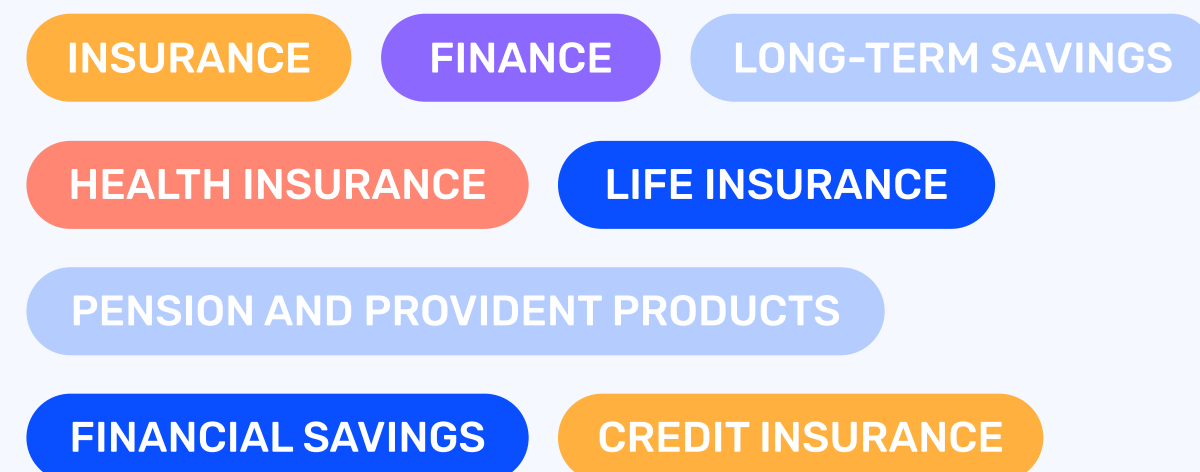 INSURANCE FINANCE LONG-TERM SAVINGS
HEALTH INSURANCE LIFE INSURANCE
PENSION AND PROVIDENT PRODUCTS
FINANCIAL SAVINGS CREDIT INSURANCE